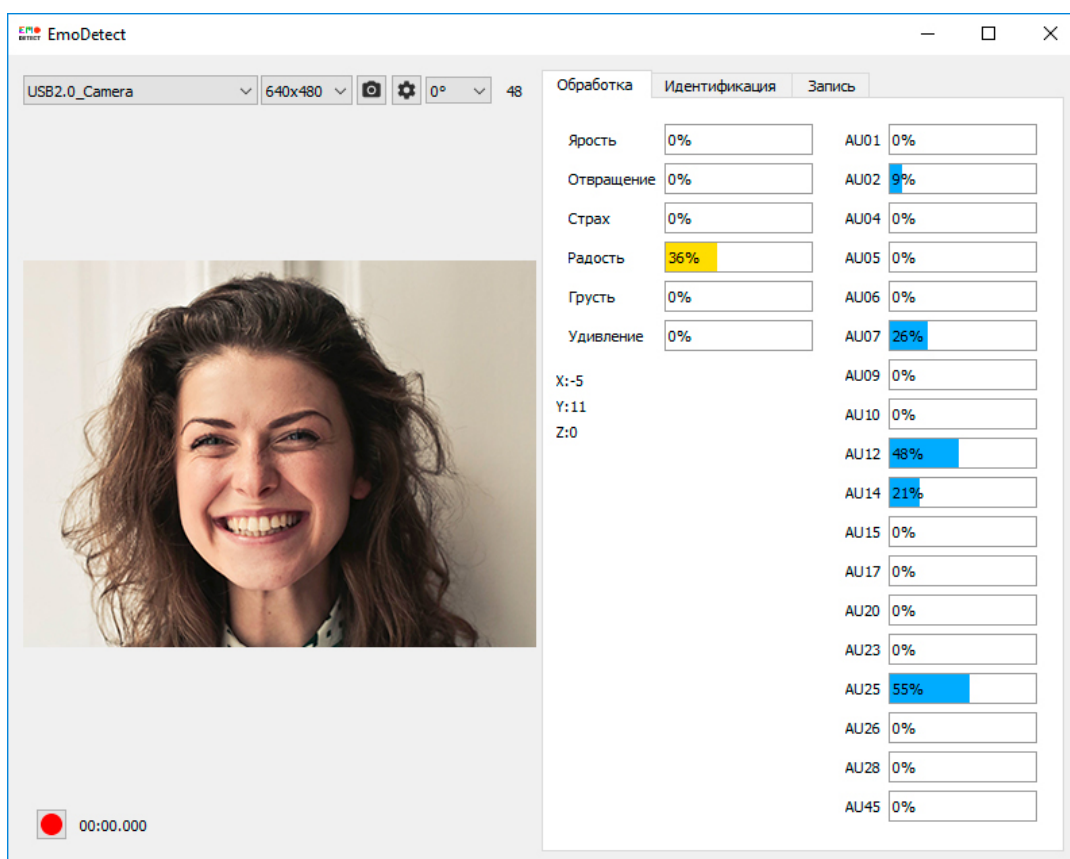 EMO DETECT EmoDetect
USB2.0_Camera 640x480 0° 48
Обработка Идентификация Запись
Ярость 0% AU01 0%
Отвращение 0% AU02 9%
Страх 0% AU04 0%
Радость 36% AU05 0%
Грусть 0% AU06 0%
Удивление 0% AU07 26%
X:-5 AU09 0%
Y:11 AU10 0%
Z:0
AU12 48%
AU14 21%
AU15 0%
AU17 0%
AU20 0%
AU23 0%
AU25 55%
AU26 0%
AU28 0%
AU45 0%
00:00.000